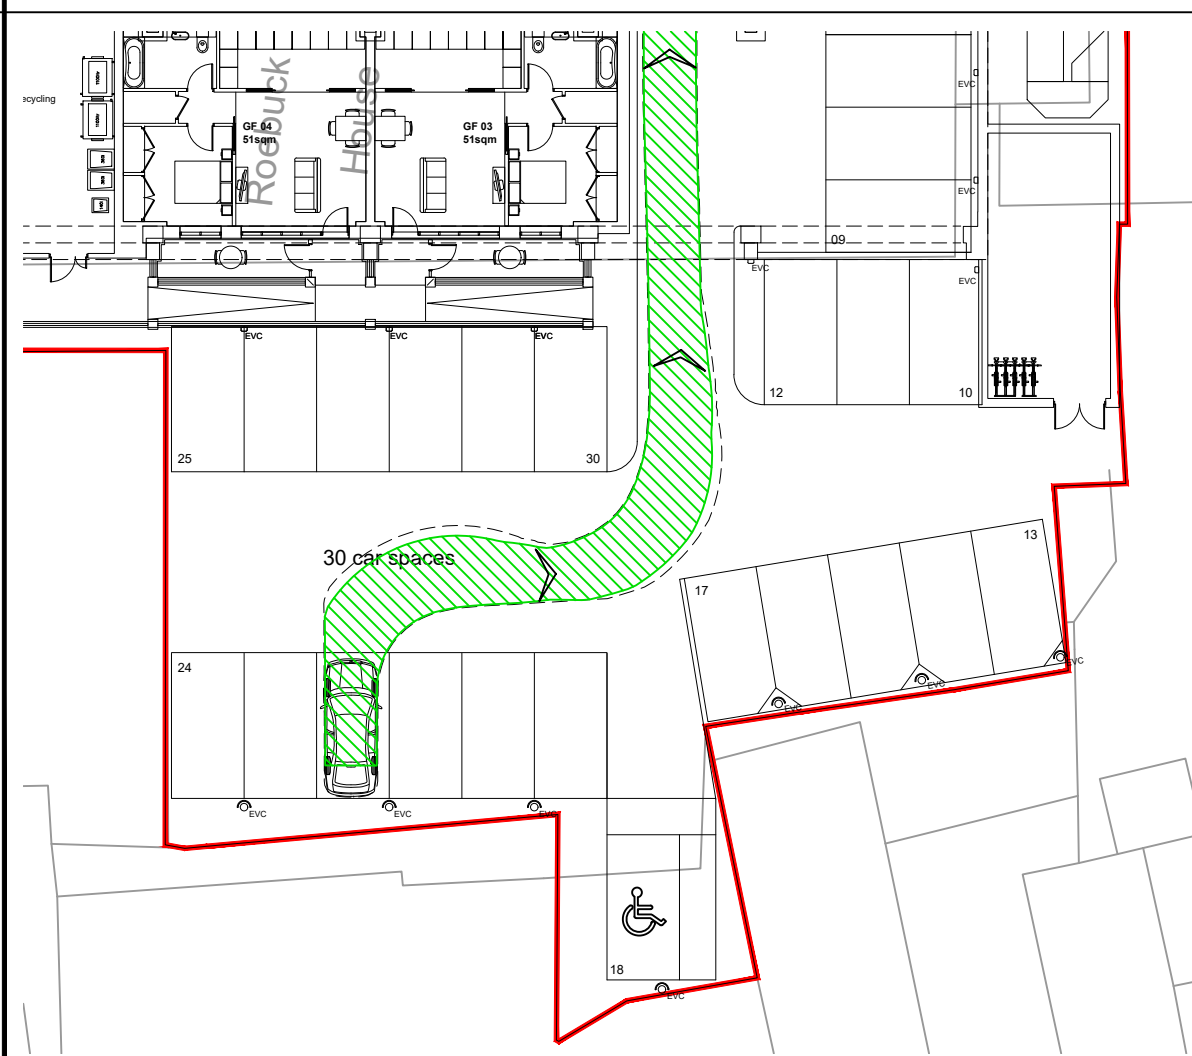 ecycling
GF 04
51sqm
Roebuck
House
GF 03
51sqm
EVC
EVC
09
EVC
EVC
EVC
EVC
EVC
12
10
25
30
30 car spaces
13
17
24
EVC
EVC
EVC
EVC
EVC
EVC
18
EVC